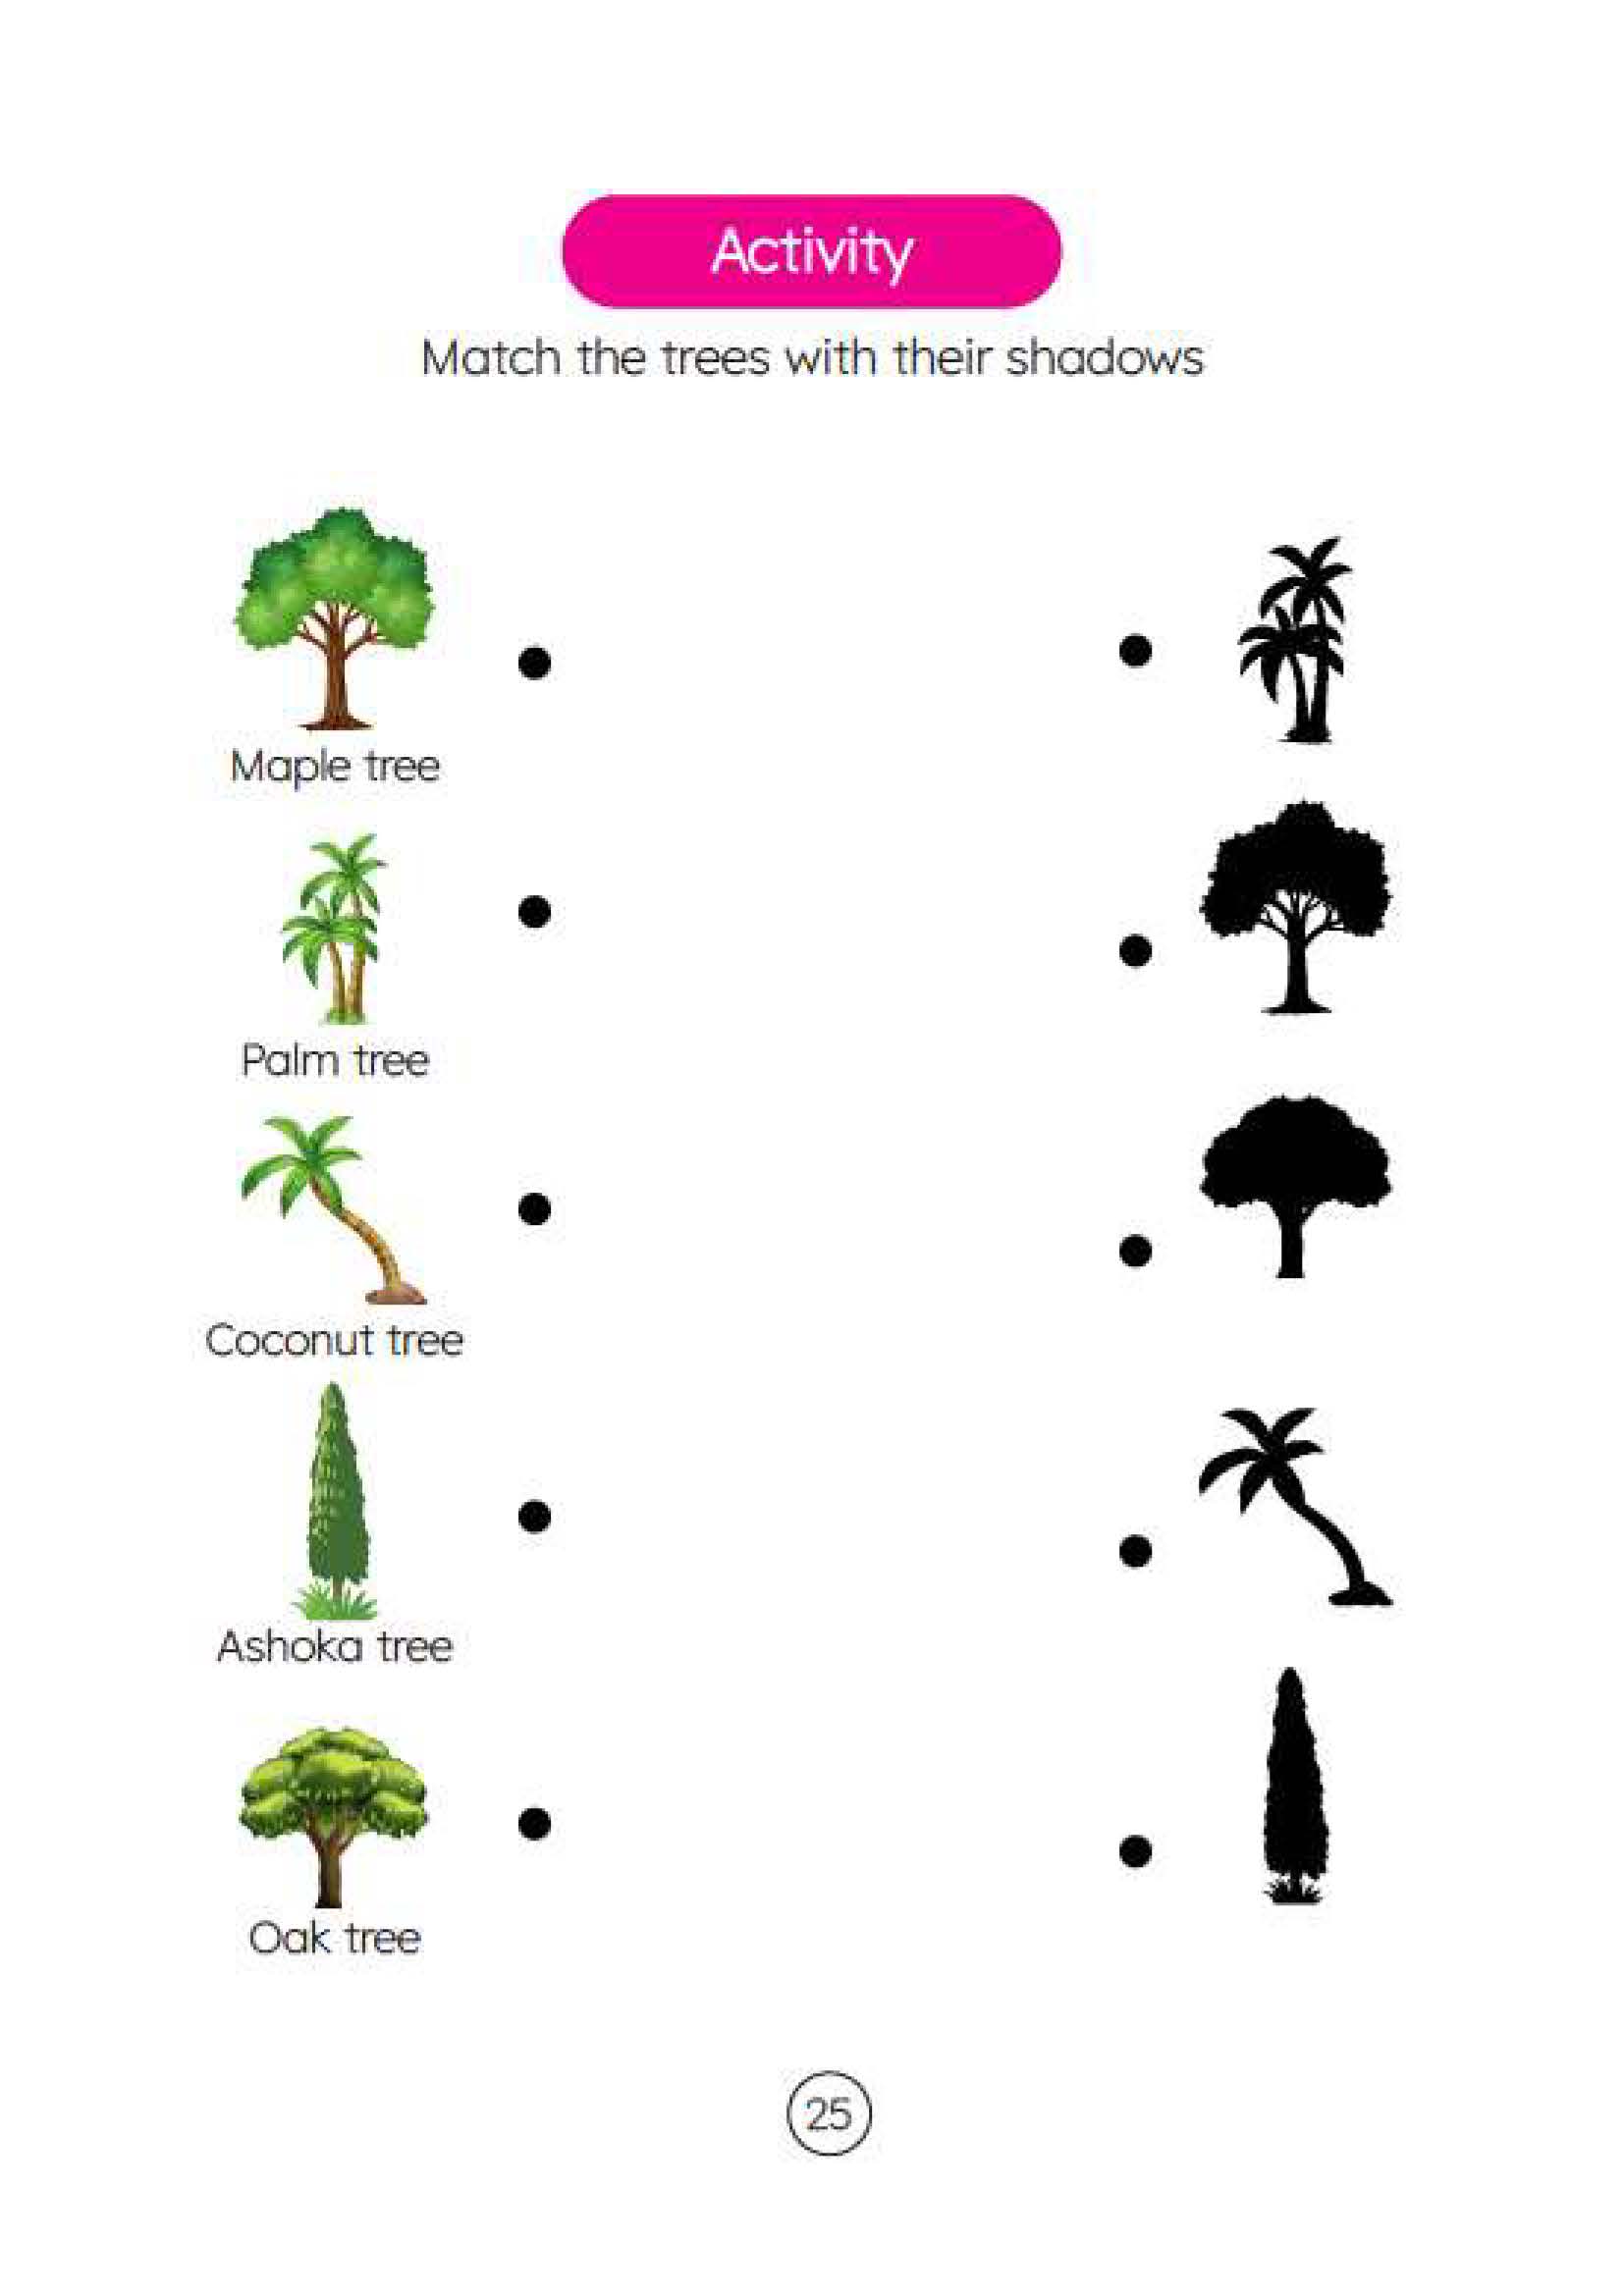 Activity
Match the trees with their shadows
Maple tree
Palm tree
Coconut tree
Ashoka tree
Oak tree
25